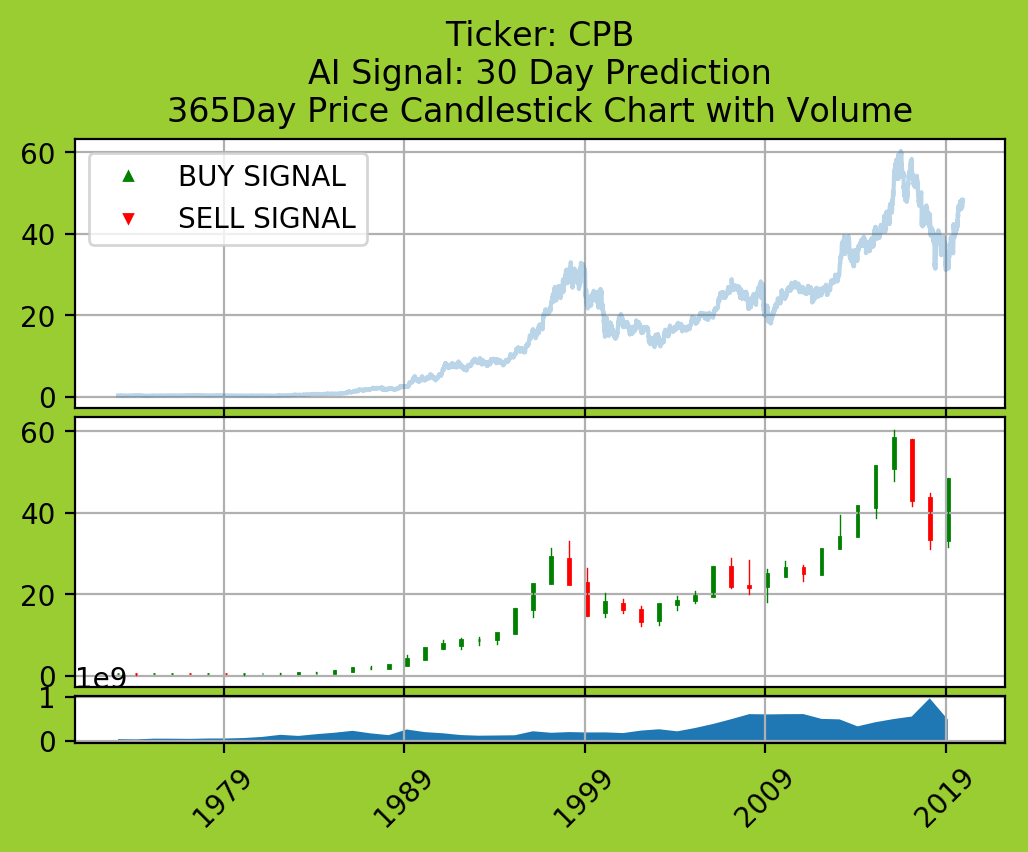 Ticker: CPB
AI Signal: 30 Day Prediction
365Day Price Candlestick Chart with Volume
60
40
20
0
BUY SIGNAL
SELL SIGNAL
60
40
20
0
1e9
1
0
1979
1989
1999
2009
2019